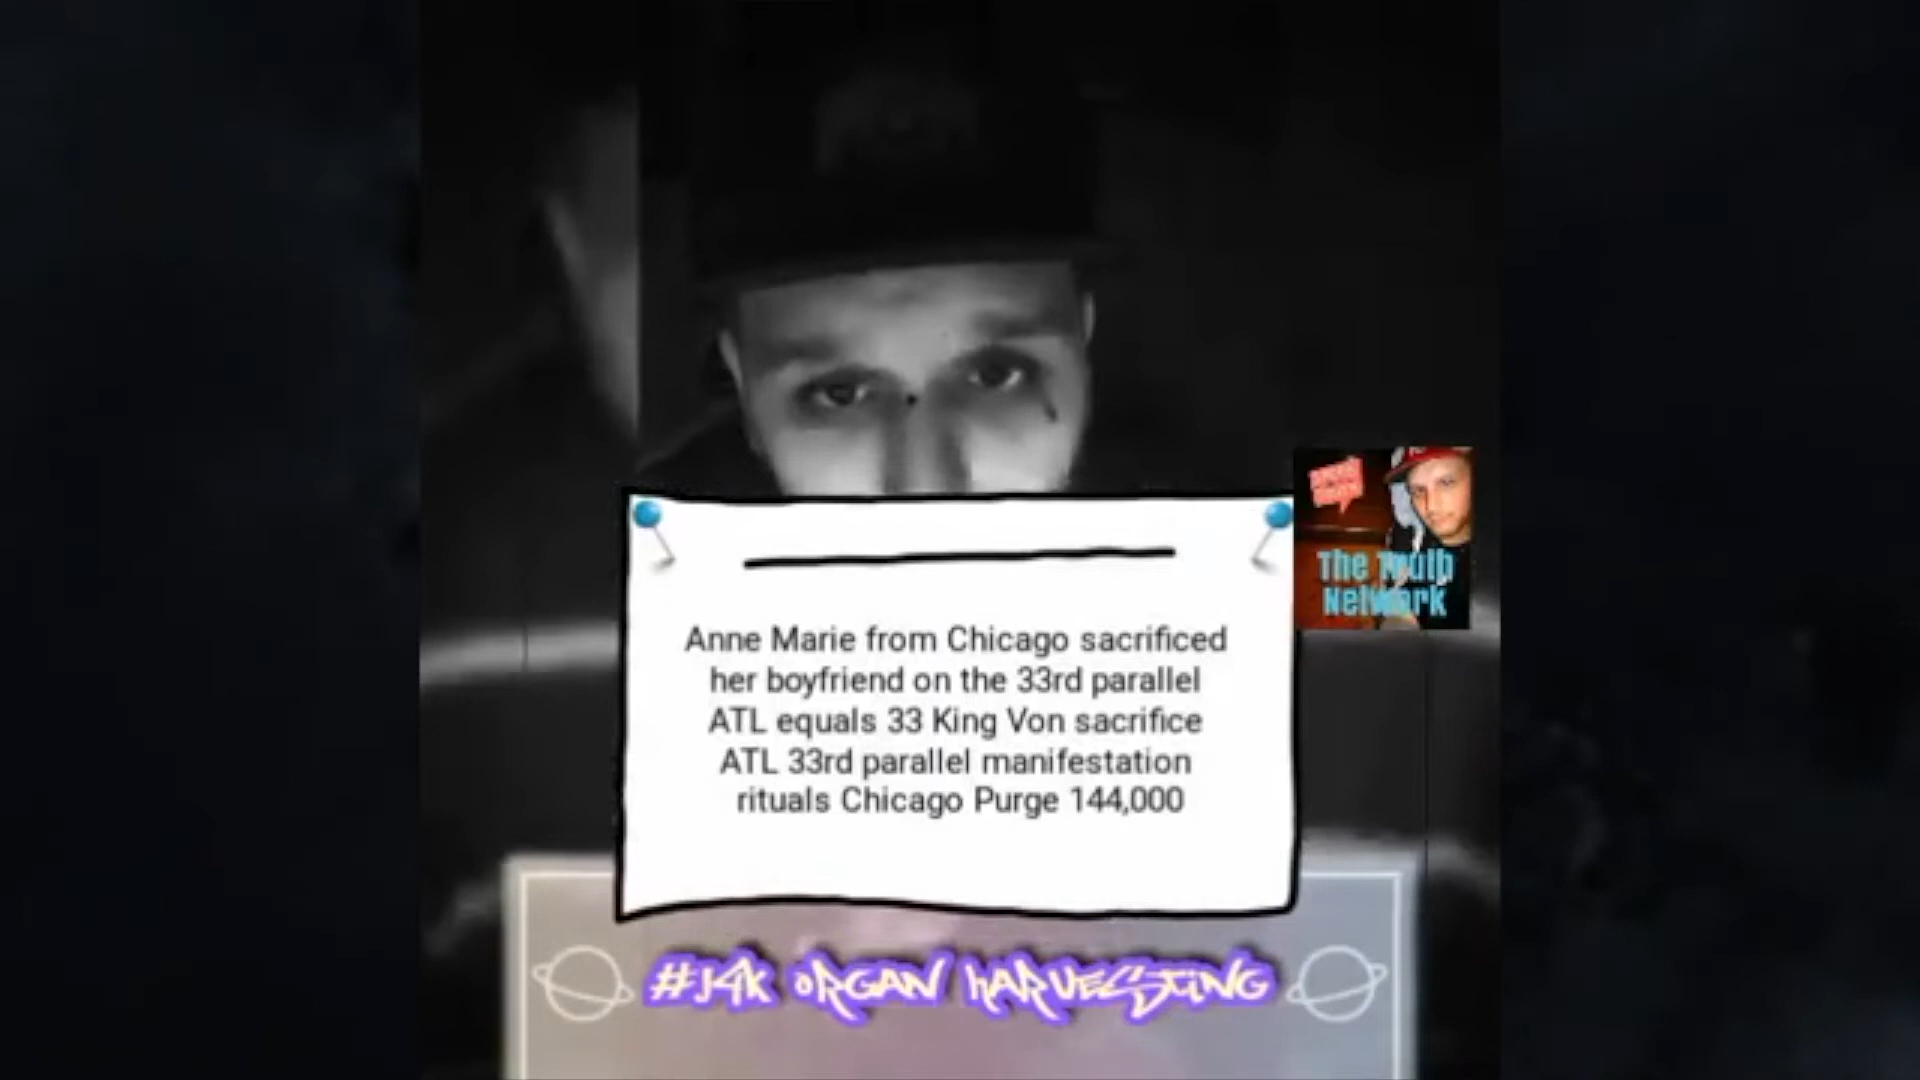 The Truth
Network
Anne Marie from Chicago sacrificed
her boyfriend on the 33rd parallel
ATL equals 33 King Von sacrifice
ATL 33rd parallel manifestation
rituals Chicago Purge 144,000
#J4K ORGAN HARVESTING